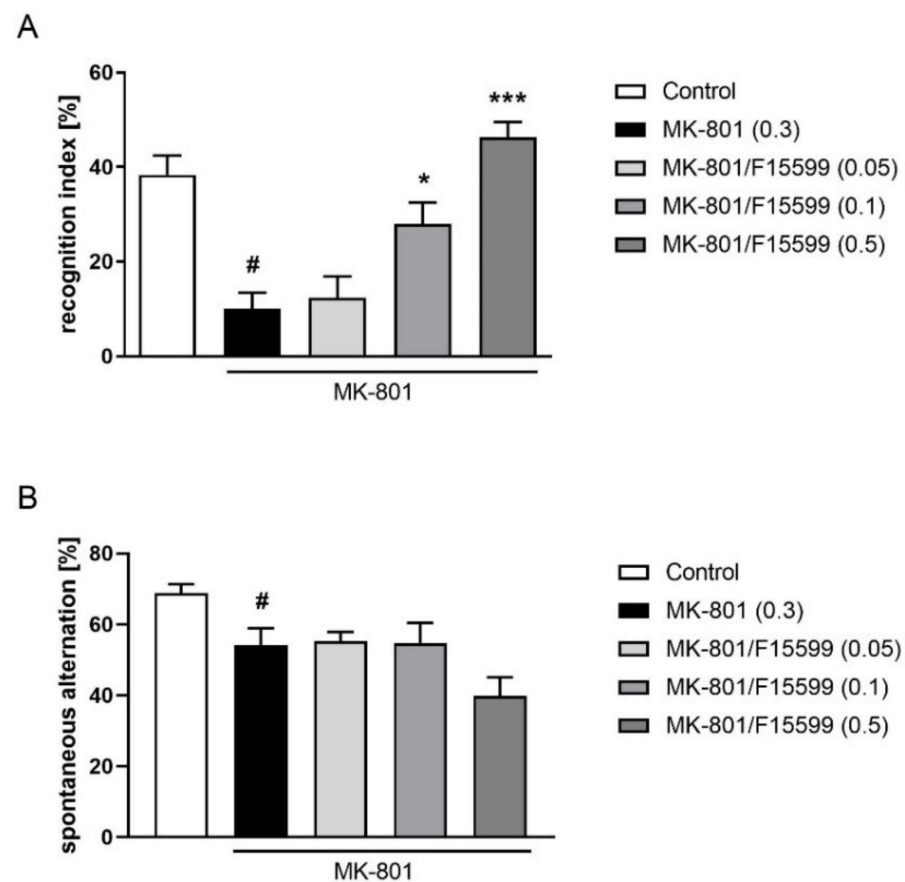 A
recognition index [%]
60
40
20
0
#
*
***
MK-801
Control
MK-801 (0.3)
MK-801/F15599 (0.05)
MK-801/F15599 (0.1)
MK-801/F15599 (0.5)
B
spontaneous alternation [%]
80
60
40
20
0
#
MK-801
Control
MK-801 (0.3)
MK-801/F15599 (0.05)
MK-801/F15599 (0.1)
MK-801/F15599 (0.5)